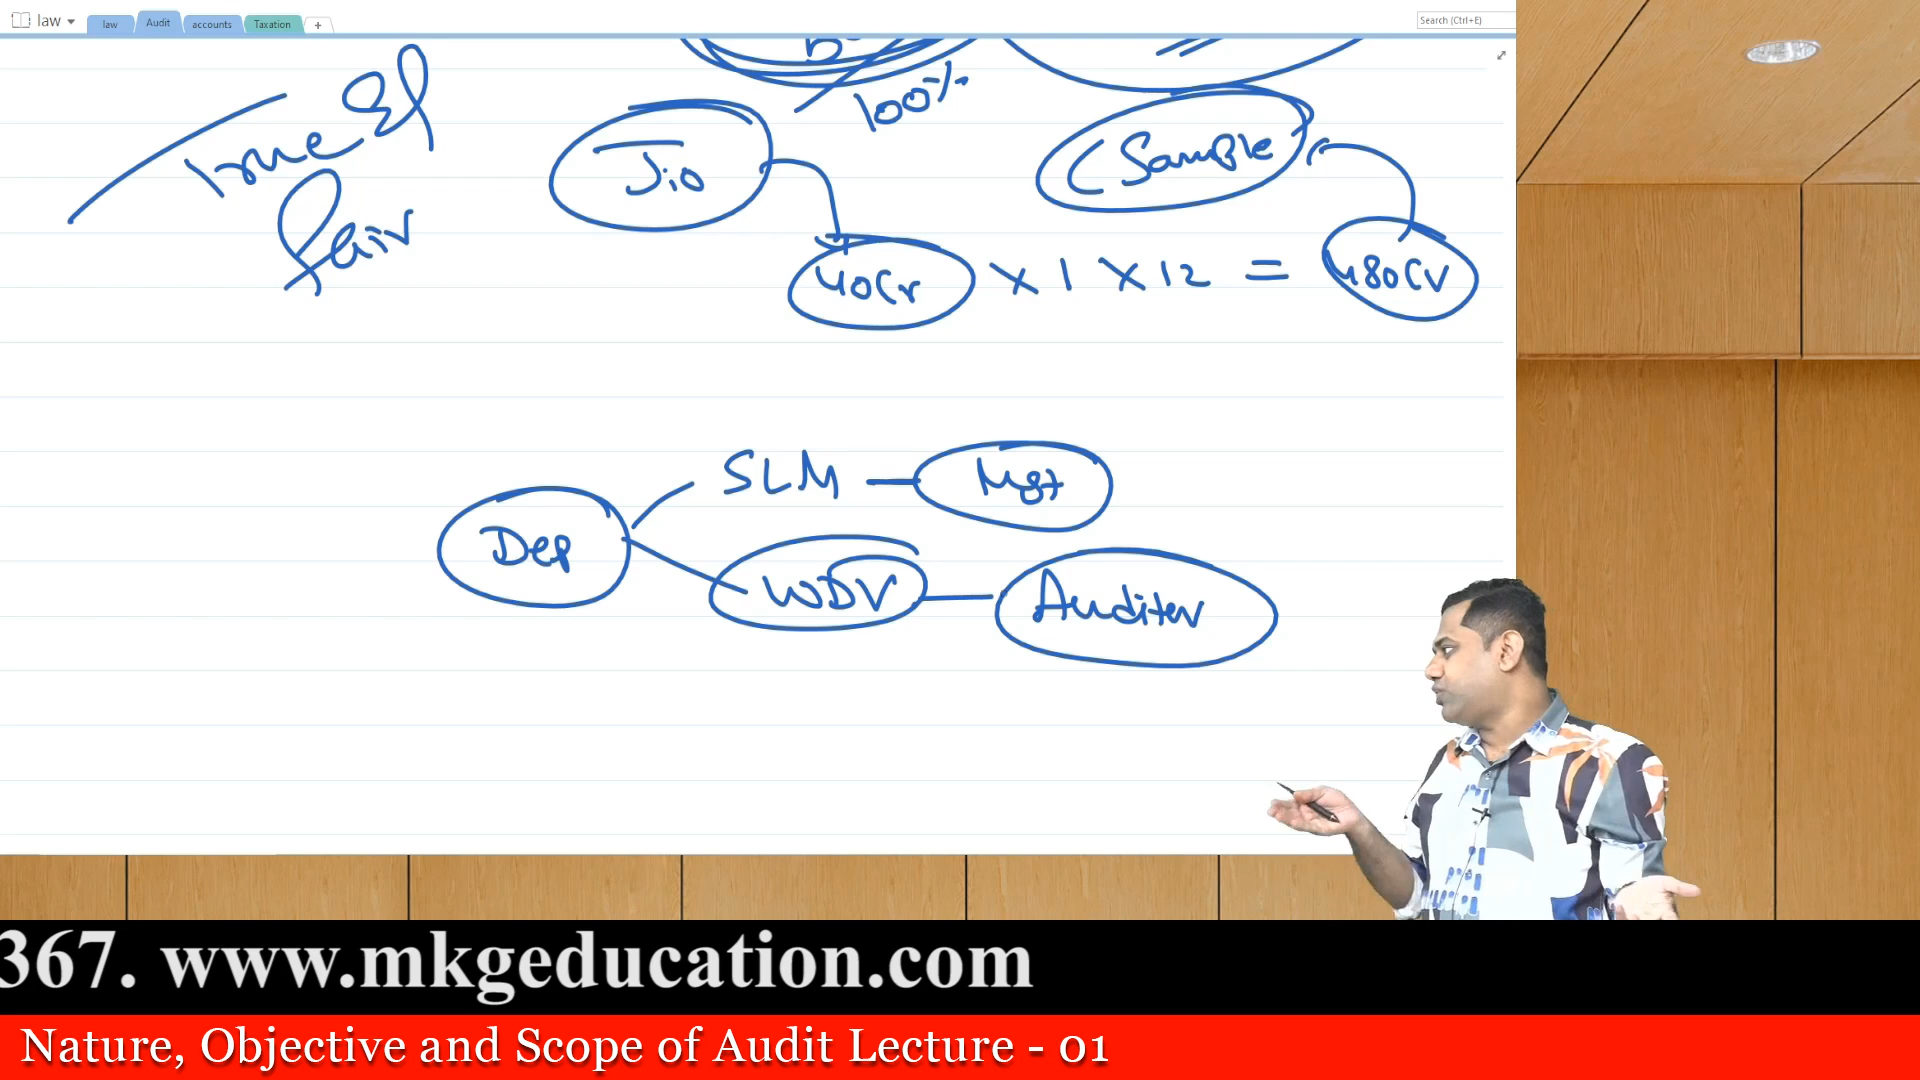 law
law Audit accounts Taxation +
Search (Ctrl+E)
100%
True &
fair
Jio
(Sample
40Cr × 1 × 12 = 480Cr
Dep
SLM — Mgt
WDV — Auditor
367. www.mkgeducation.com
Nature, Objective and Scope of Audit Lecture - 01